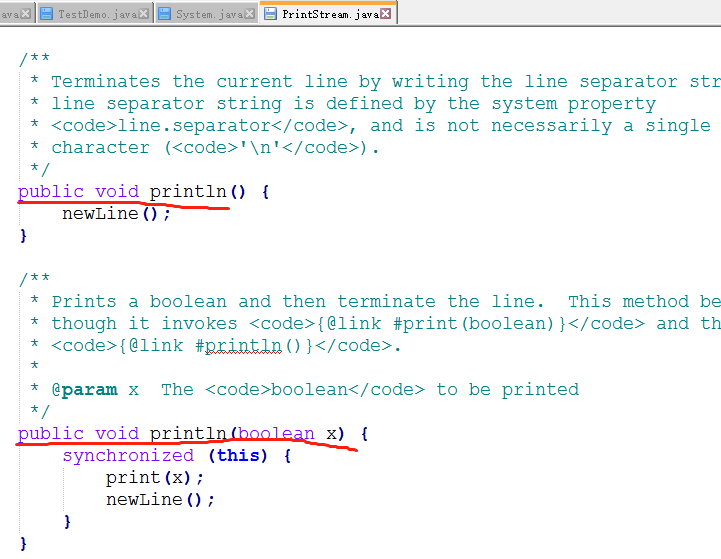 java TestDemo.java System.java PrintStream.java
/**
* Terminates the current line by writing the line separator str
* line separator string is defined by the system property
* <code>line.separator</code>, and is not necessarily a single
* character (<code>'\n'</code>).
*/
public void println() {
newLine();
}
/**
* Prints a boolean and then terminate the line.  This method be
* though it invokes <code>{@link #print(boolean)}</code> and th
* <code>{@link #println()}</code>.
*
* @param x  The <code>boolean</code> to be printed
*/
public void println(boolean x) {
synchronized (this) {
print(x);
newLine();
}
}